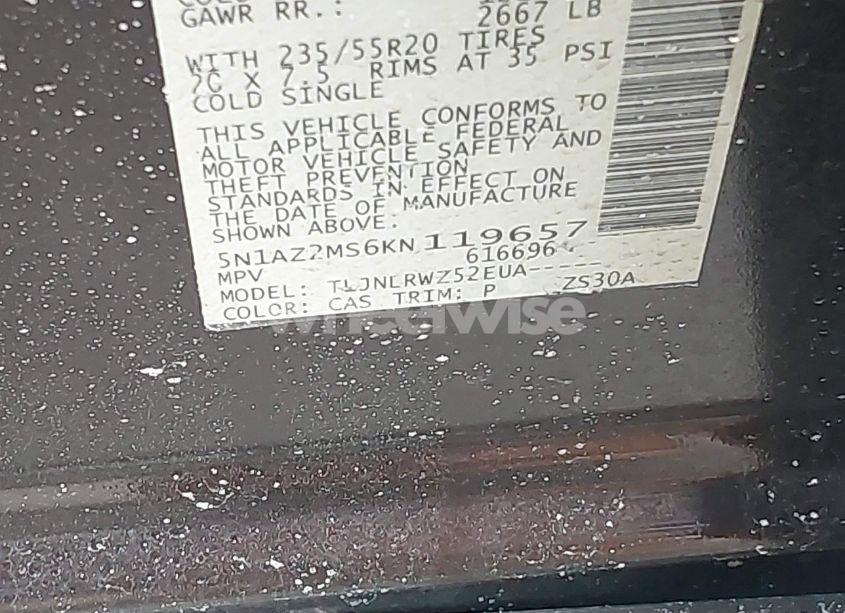 GAWR RR.: 2667 LB
WITH 235/55R20 TIRES
20 X 7.5 RIMS AT 35 PSI
COLD SINGLE
THIS VEHICLE CONFORMS TO
ALL APPLICABLE FEDERAL
MOTOR VEHICLE SAFETY AND
THEFT PREVENTION
STANDARDS IN EFFECT ON
THE DATE OF MANUFACTURE
SHOWN ABOVE.
5N1AZ2MS6KN119657
MPV 616696
MODEL: TLJNLRWZ52EUA-----
COLOR: CAS TRIM: P ZS30A
wheelwise